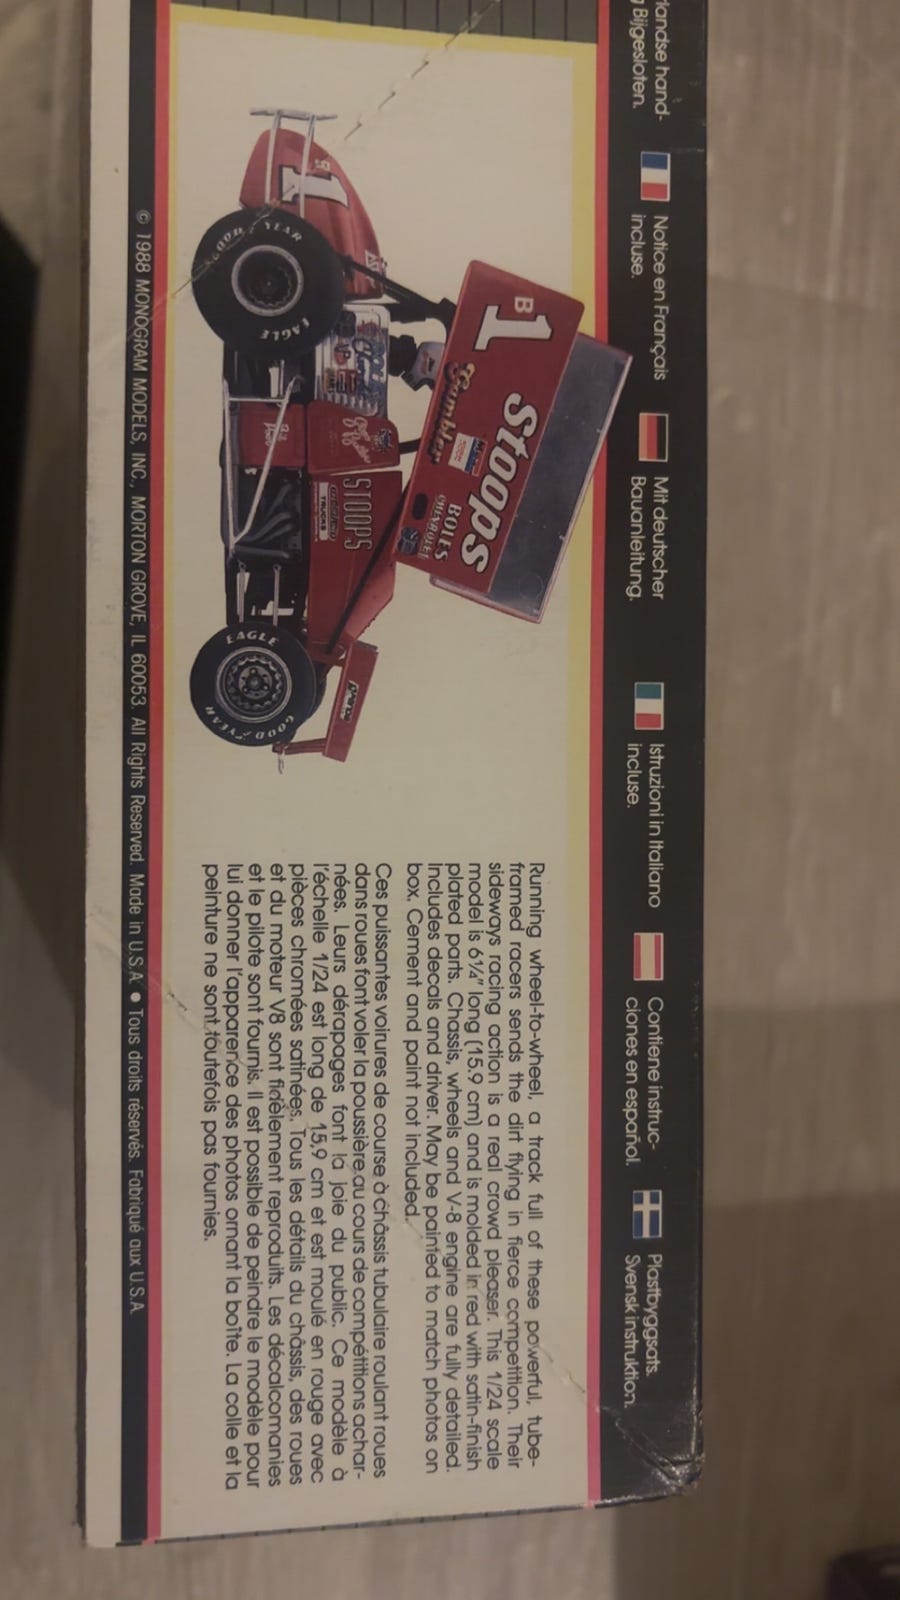 rlandse hand-
g Bijgesloten.
Notice en Français
incluse.
Mit deutscher
Bauanleitung.
Istruzioni in Italiano
incluse.
Contiene instruc-
ciones en español.
Plastbyggsats.
Svensk instruktion.
B
1
Stoops
Gambler
BOLES
CHEVROLET
1
GOOD YEAR
EAGLE
STOOPS
TRUCKS
EAGLE
GOOD YEAR
Running wheel-to-wheel, a track full of these powerful, tube-
framed racers sends the dirt flying in fierce competition. Their
sideways racing action is a real crowd pleaser. This 1/24 scale
model is 6¼" long (15.9 cm) and is molded in red with satin-finish
plated parts. Chassis, wheels and V-8 engine are fully detailed.
Includes decals and driver. May be painted to match photos on
box. Cement and paint not included.
Ces puissantes voirures de course à châssis tubulaire roulant roues
dans roues font voler la poussière au cours de compétitions achar-
nées. Leurs dérapages font la joie du public. Ce modèle à
l'échelle 1/24 est long de 15,9 cm et est moulé en rouge avec
pièces chromées satinées. Tous les détails du châssis, des roues
et du moteur V8 sont fidèlement reproduits. Les décalcomanies
et le pilote sont fournis. Il est possible de peindre le modèle pour
lui donner l'apparence des photos ornant la boîte. La colle et la
peinture ne sont toutefois pas fournies.
© 1988 MONOGRAM MODELS, INC., MORTON GROVE, IL 60053. All Rights Reserved. Made in U.S.A. ● Tous droits réservés. Fabriqué aux U.S.A.